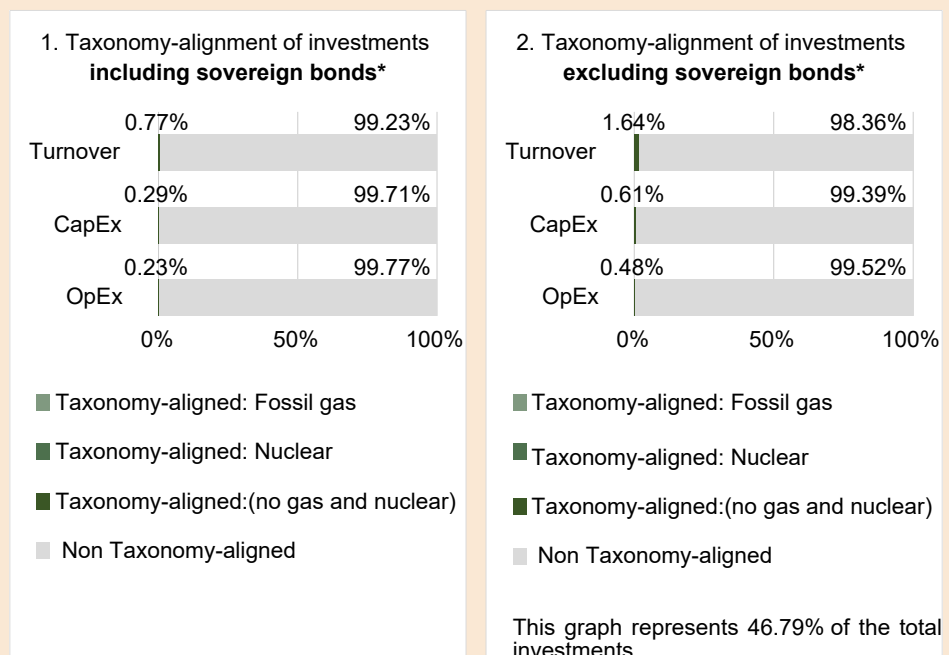 1. Taxonomy-alignment of investments
including sovereign bonds*
0.77% 99.23%
Turnover
0.29% 99.71%
CapEx
0.23% 99.77%
OpEx
0% 50% 100%
Taxonomy-aligned: Fossil gas
Taxonomy-aligned: Nuclear
Taxonomy-aligned:(no gas and nuclear)
Non Taxonomy-aligned
2. Taxonomy-alignment of investments
excluding sovereign bonds*
1.64% 98.36%
Turnover
0.61% 99.39%
CapEx
0.48% 99.52%
OpEx
0% 50% 100%
Taxonomy-aligned: Fossil gas
Taxonomy-aligned: Nuclear
Taxonomy-aligned:(no gas and nuclear)
Non Taxonomy-aligned
This graph represents 46.79% of the total
investments